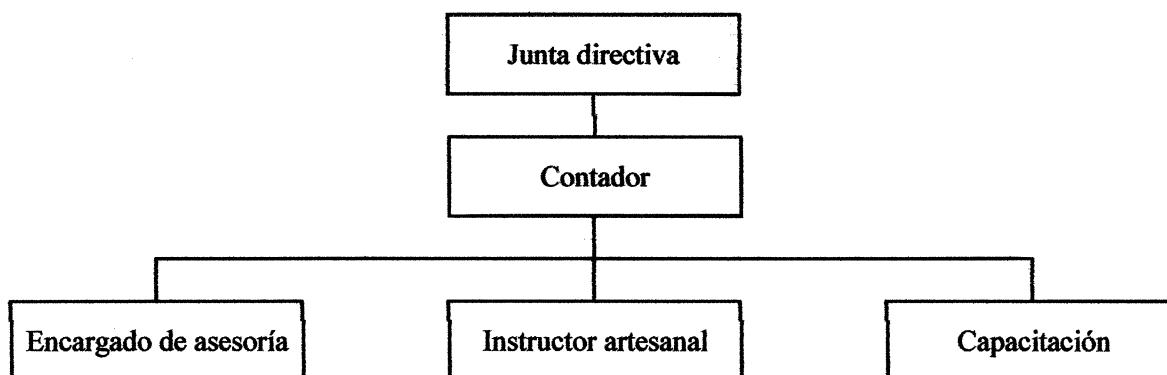 Junta directiva
Contador
Encargado de asesoría
Instructor artesanal
Capacitación